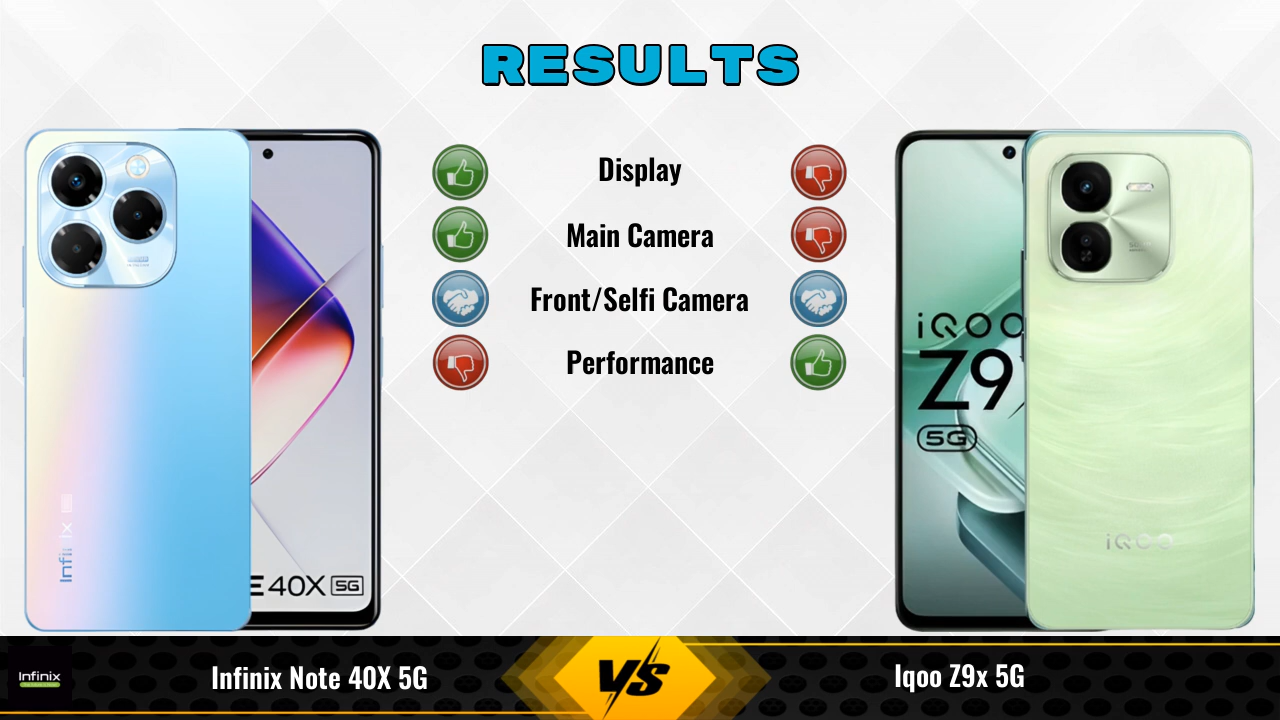 RESULTS
Display
Main Camera
Front/Selfi Camera
Performance
Infinix
E 40X 5G
iQOO
Z9
5G
iQOO
Infinix
Infinix Note 40X 5G
VS
Iqoo Z9x 5G